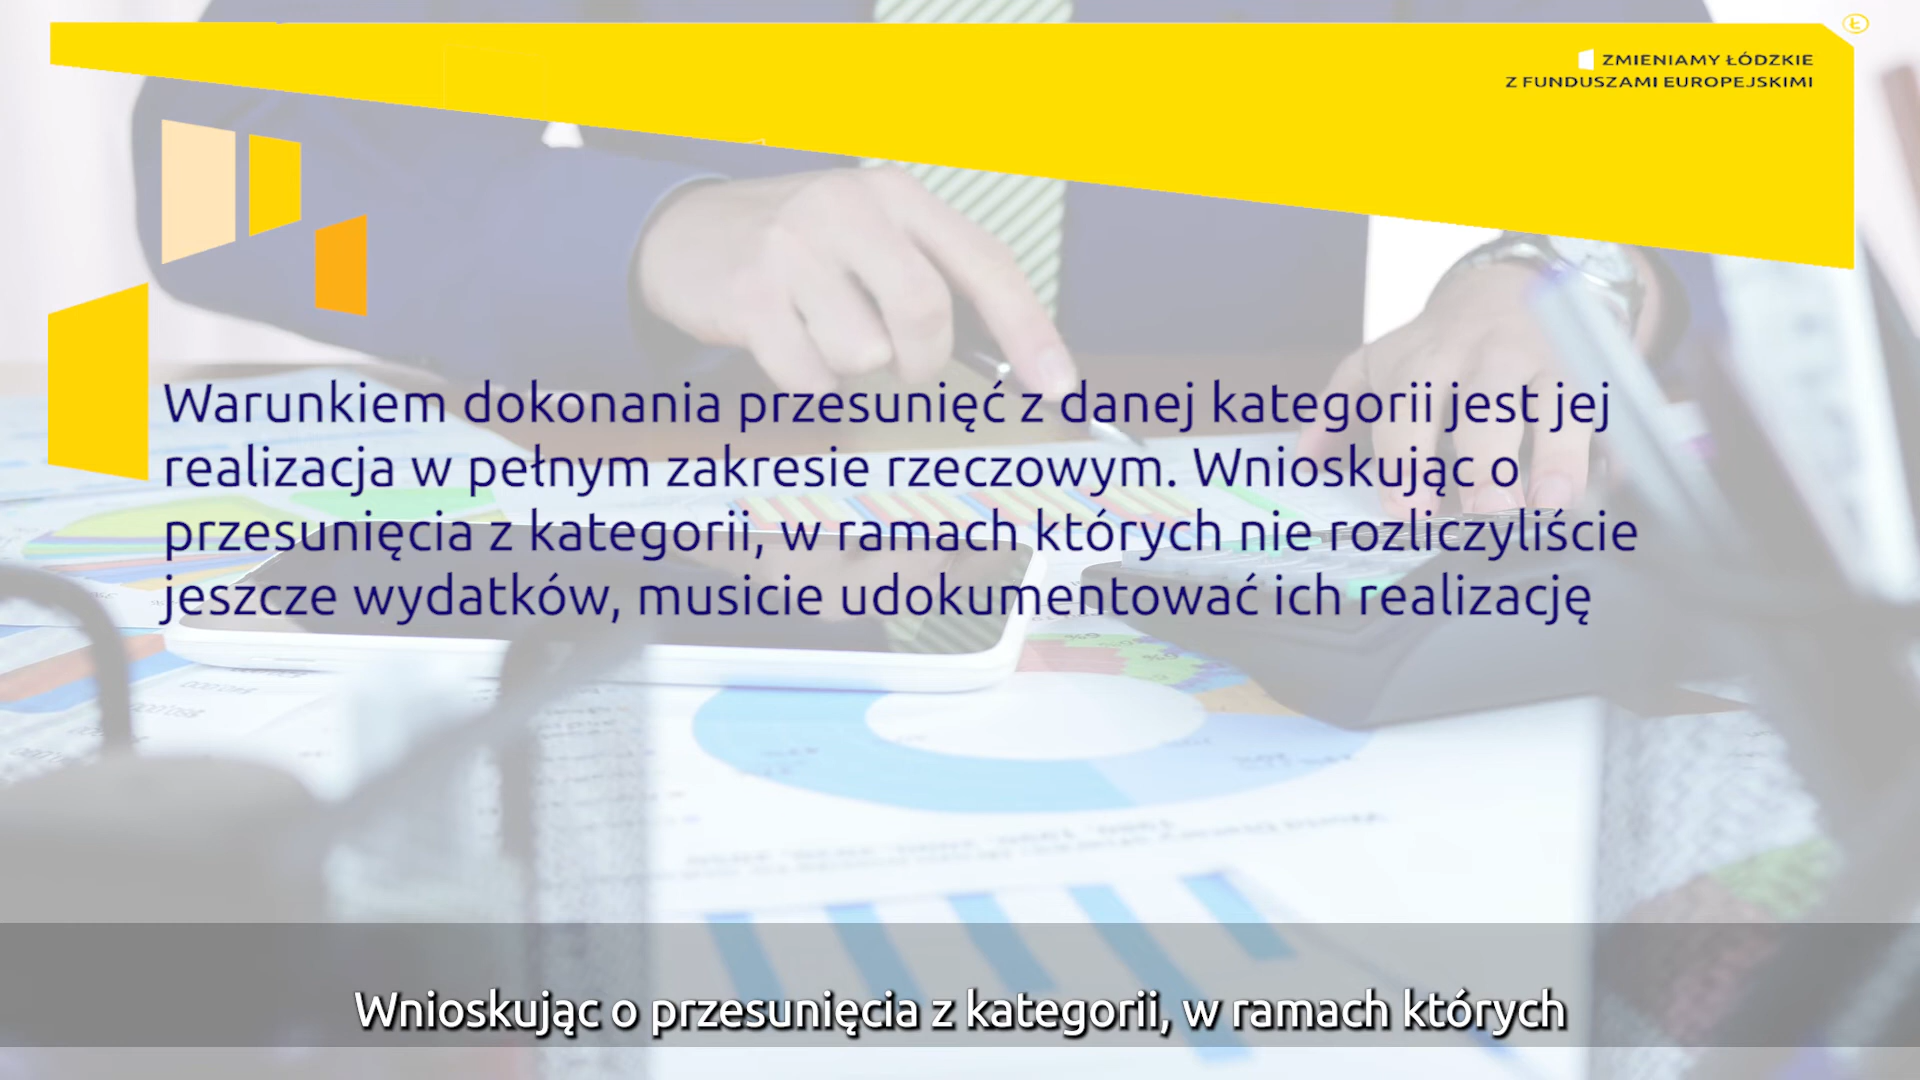 Ł
ZMIENIAMY ŁÓDZKIE
Z FUNDUSZAMI EUROPEJSKIMI
Warunkiem dokonania przesunięć z danej kategorii jest jej
realizacja w pełnym zakresie rzeczowym. Wnioskując o
przesunięcia z kategorii, w ramach których nie rozliczyliście
jeszcze wydatków, musicie udokumentować ich realizację
Wnioskując o przesunięcia z kategorii, w ramach których